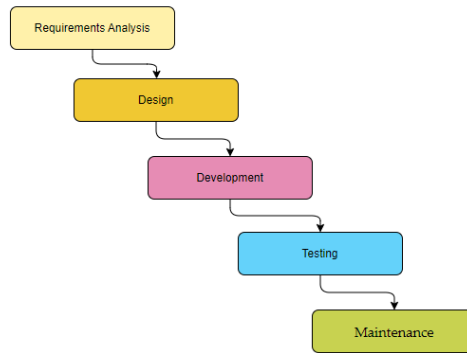 Requirements Analysis
Design
Development
Testing
Maintenance